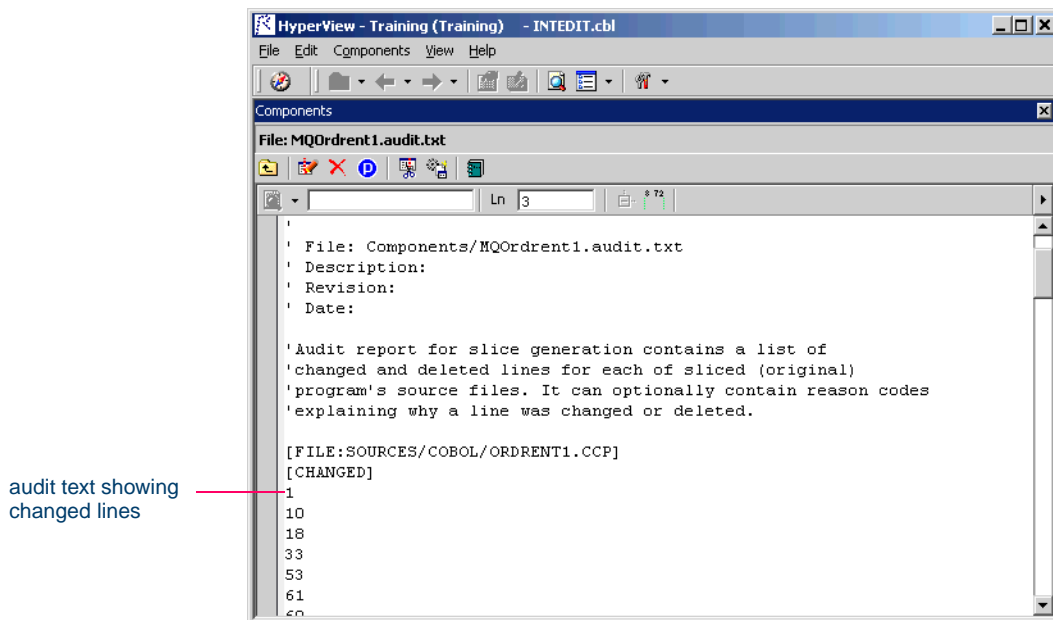 HyperView - Training (Training) - INTEDIT.cbl
File Edit Components View Help
Components
File: MQOrdrent1.audit.txt
Ln 3
8 72
'
' File: Components/MQOrdrent1.audit.txt
' Description:
' Revision:
' Date:
'Audit report for slice generation contains a list of
'changed and deleted lines for each of sliced (original)
'program's source files. It can optionally contain reason codes
'explaining why a line was changed or deleted.
[FILE:SOURCES/COBOL/ORDRENT1.CCP]
[CHANGED]
audit text showing
changed lines
1
10
18
33
53
61